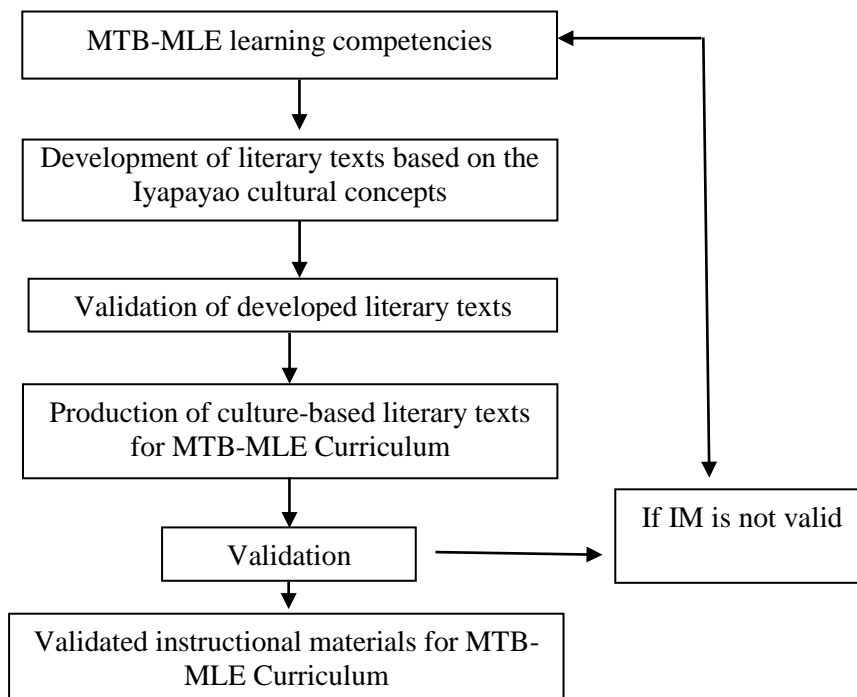 MTB-MLE learning competencies
Development of literary texts based on the
Iyapayao cultural concepts
Validation of developed literary texts
Production of culture-based literary texts
for MTB-MLE Curriculum
If IM is not valid
Validation
Validated instructional materials for MTB-
MLE Curriculum